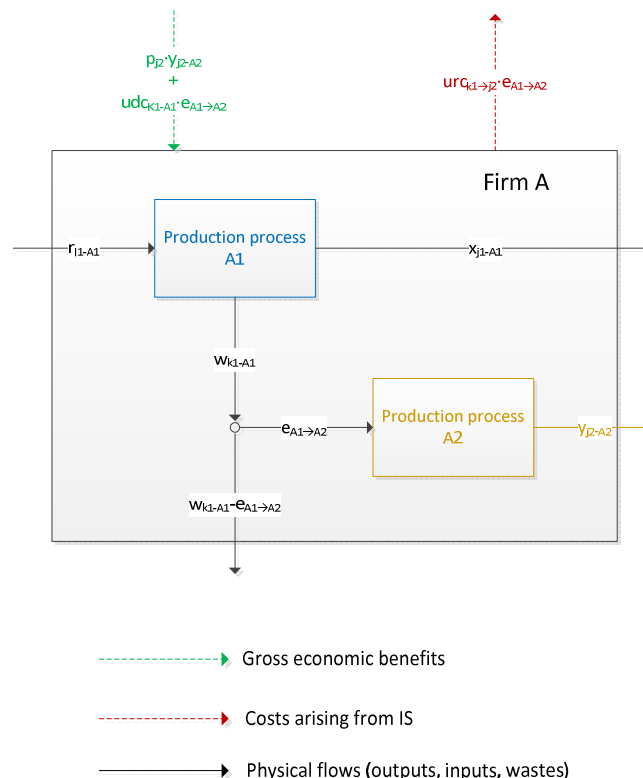 pj2·yj2-A2
+
udcK1-A1·eA1→A2
urck1→j2·eA1→A2
Firm A
rl1-A1
Production process
A1
xj1-A1
wk1-A1
eA1→A2
Production process
A2
yj2-A2
wk1-A1-eA1→A2
Gross economic benefits
Costs arising from IS
Physical flows (outputs, inputs, wastes)